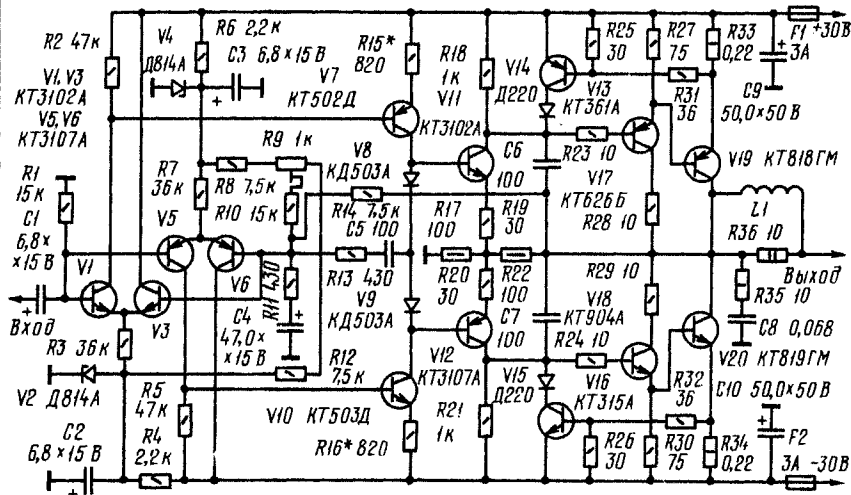 R2 47к
V1, V3
КТ3102А
V5, V6
КТ3107А
V4
Д814А
R6 2,2к
C3 6,8×15 В
V7
КТ502Д
R15*
820
R18
1к
V11
КТ3102А
V14
Д220
V13
КТ361А
R25
30
R27
75
R33
0,22
F1
3А
+30В
C9
50,0×50 В
R31
36
R1
15к
C1
6,8×
×15 В
R7
36к
R8 7,5к
R9 1к
R10 15к
V8
КД503А
R14 7,5к
C5 100
R17
100
C6
100
R19
30
R23 10
V17
КТ626Б
R28 10
V19 КТ818ГМ
L1
R36 10
Выход
V5
V6
V1
V3
Вход
R11 430
C4
47,0×
×15 В
R13
430
V9
КД503А
R20
30
R22
100
C7
100
R29 10
V18
КТ904А
R24 10
R35
10
C8 0,068
V20 КТ819ГМ
R3 36к
V2 Д814А
R12
7,5к
V12
КТ3107А
V15
Д220
V16
КТ315А
R32
36
C10 50,0×50В
R5
47к
V10 КТ503Д
R21
1к
C2
6,8×15 В
R4
2,2к
R16* 820
R26
30
R30
75
R34
0,22
F2
3А
-30В